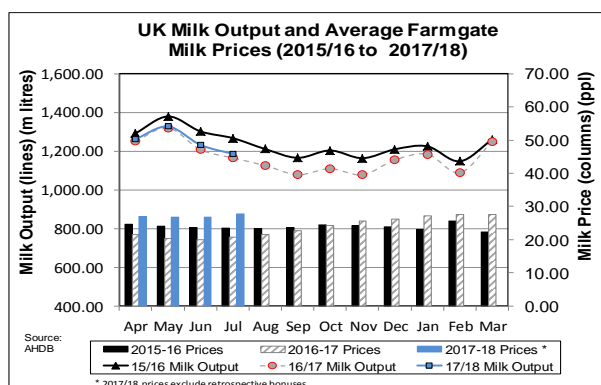 UK Milk Output and Average Farmgate
Milk Prices (2015/16 to 2017/18)
Milk Output (lines) (m litres)
1,600.00
1,400.00
1,200.00
1,000.00
800.00
600.00
400.00
70.00
60.00
50.00
40.00
30.00
20.00
10.00
0.00
Milk Price (columns) (ppl)
Apr May Jun Jul Aug Sep Oct Nov Dec Jan Feb Mar
Source:
AHDB
2015-16 Prices 2016-17 Prices 2017-18 Prices *
15/16 Milk Output 16/17 Milk Output 17/18 Milk Output
* 2017/18 prices exclude retrospective bonuses